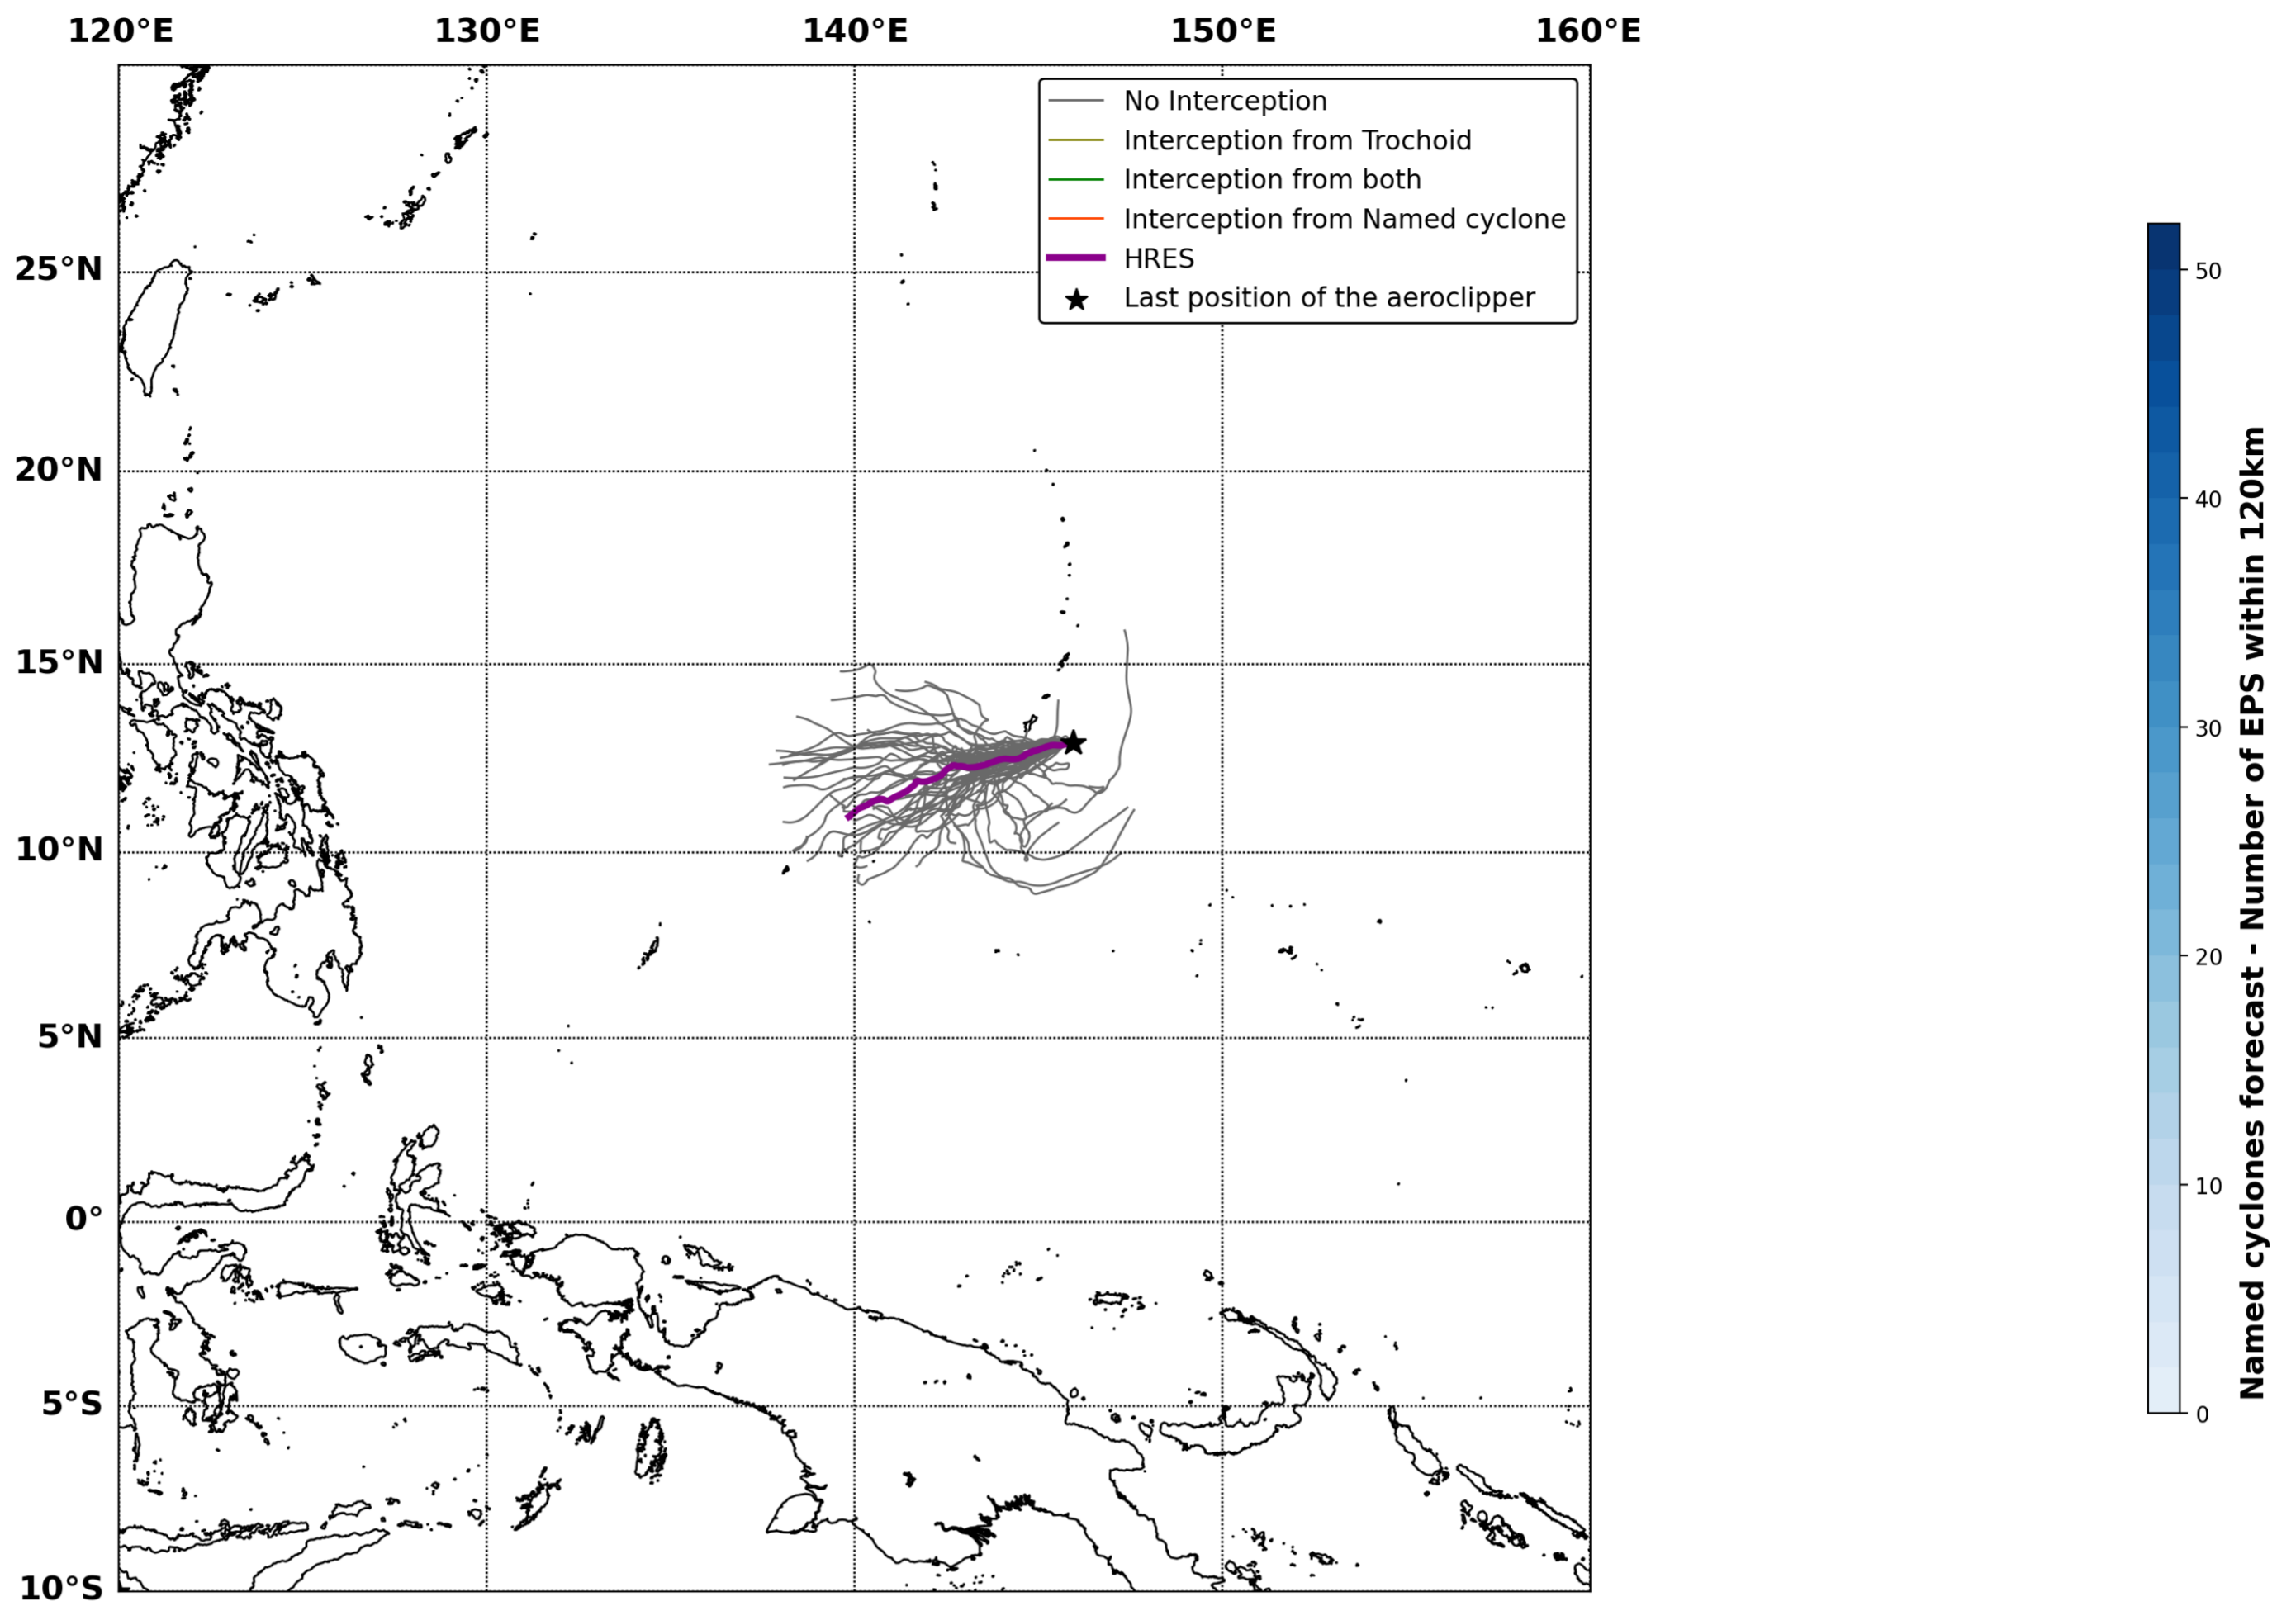 120°E 130°E 140°E 150°E 160°E
No Interception
Interception from Trochoid
Interception from both
Interception from Named cyclone
HRES
Last position of the aeroclipper
25°N
20°N
15°N
10°N
5°N
0°
5°S
10°S
50
40
30
20
10
0
Named cyclones forecast - Number of EPS within 120km